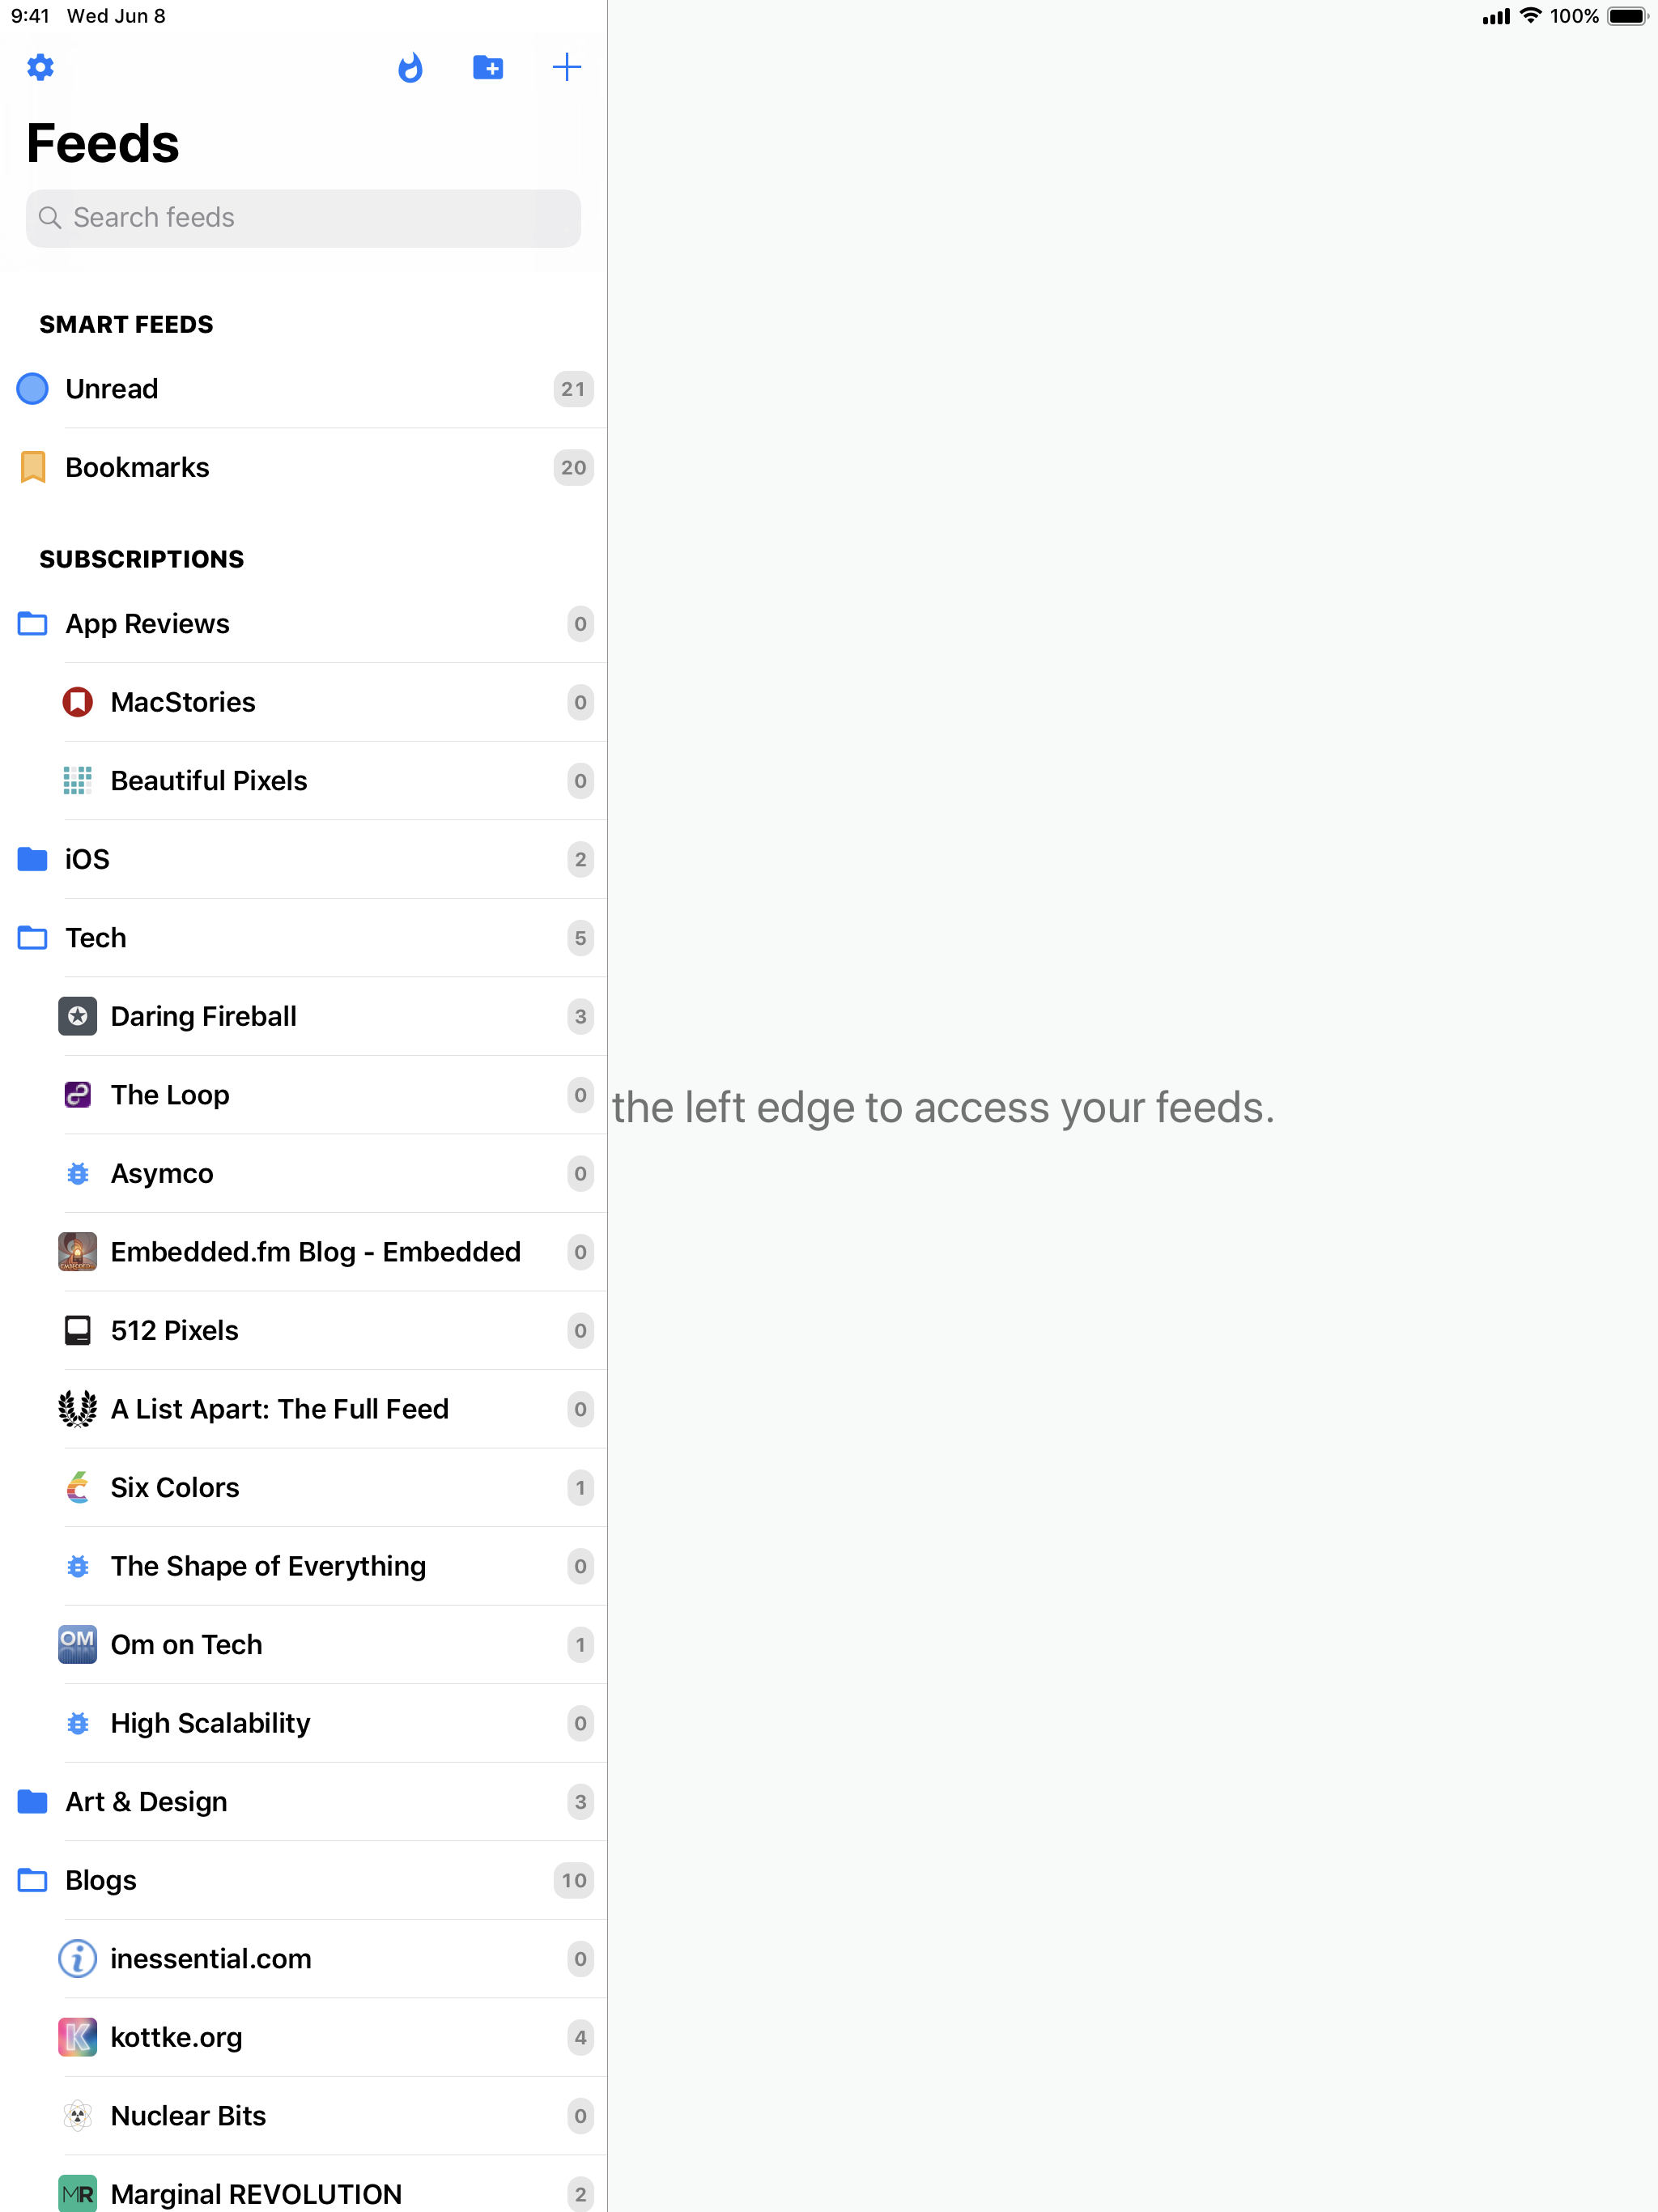 9:41 Wed Jun 8
100%
Feeds
Search feeds
SMART FEEDS
Unread 21
Bookmarks 20
SUBSCRIPTIONS
App Reviews 0
MacStories 0
Beautiful Pixels 0
iOS 2
Tech 5
Daring Fireball 3
The Loop 0
the left edge to access your feeds.
Asymco 0
Embedded.fm Blog - Embedded 0
512 Pixels 0
A List Apart: The Full Feed 0
Six Colors 1
The Shape of Everything 0
OM Om on Tech 1
High Scalability 0
Art & Design 3
Blogs 10
inessential.com 0
K kottke.org 4
Nuclear Bits 0
MR Marginal REVOLUTION 2